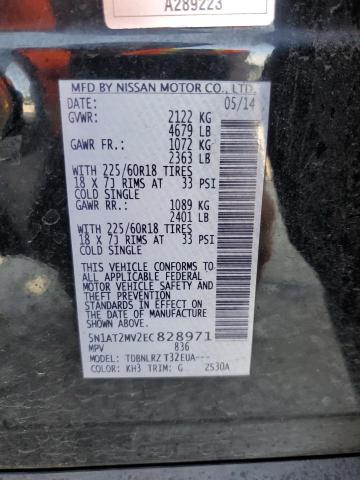 A289223
MFD BY NISSAN MOTOR CO., LTD.
DATE: 05/14
GVWR: 2122 KG
4679 LB
GAWR FR.: 1072 KG
2363 LB
WITH 225/60R18 TIRES
18 X 7J RIMS AT 33 PSI
COLD SINGLE
GAWR RR.: 1089 KG
2401 LB
WITH 225/60R18 TIRES
18 X 7J RIMS AT 33 PSI
COLD SINGLE
THIS VEHICLE CONFORMS TO ALL
APPLICABLE FEDERAL MOTOR
VEHICLE SAFETY AND THEFT
PREVENTION STANDARDS IN
EFFECT ON THE DATE OF
MANUFACTURE SHOWN ABOVE.
5N1AT2MV2EC828971
MPV 836
MODEL: TDBNLRZ T32EUA---
COLOR: KH3 TRIM: G ZS30A